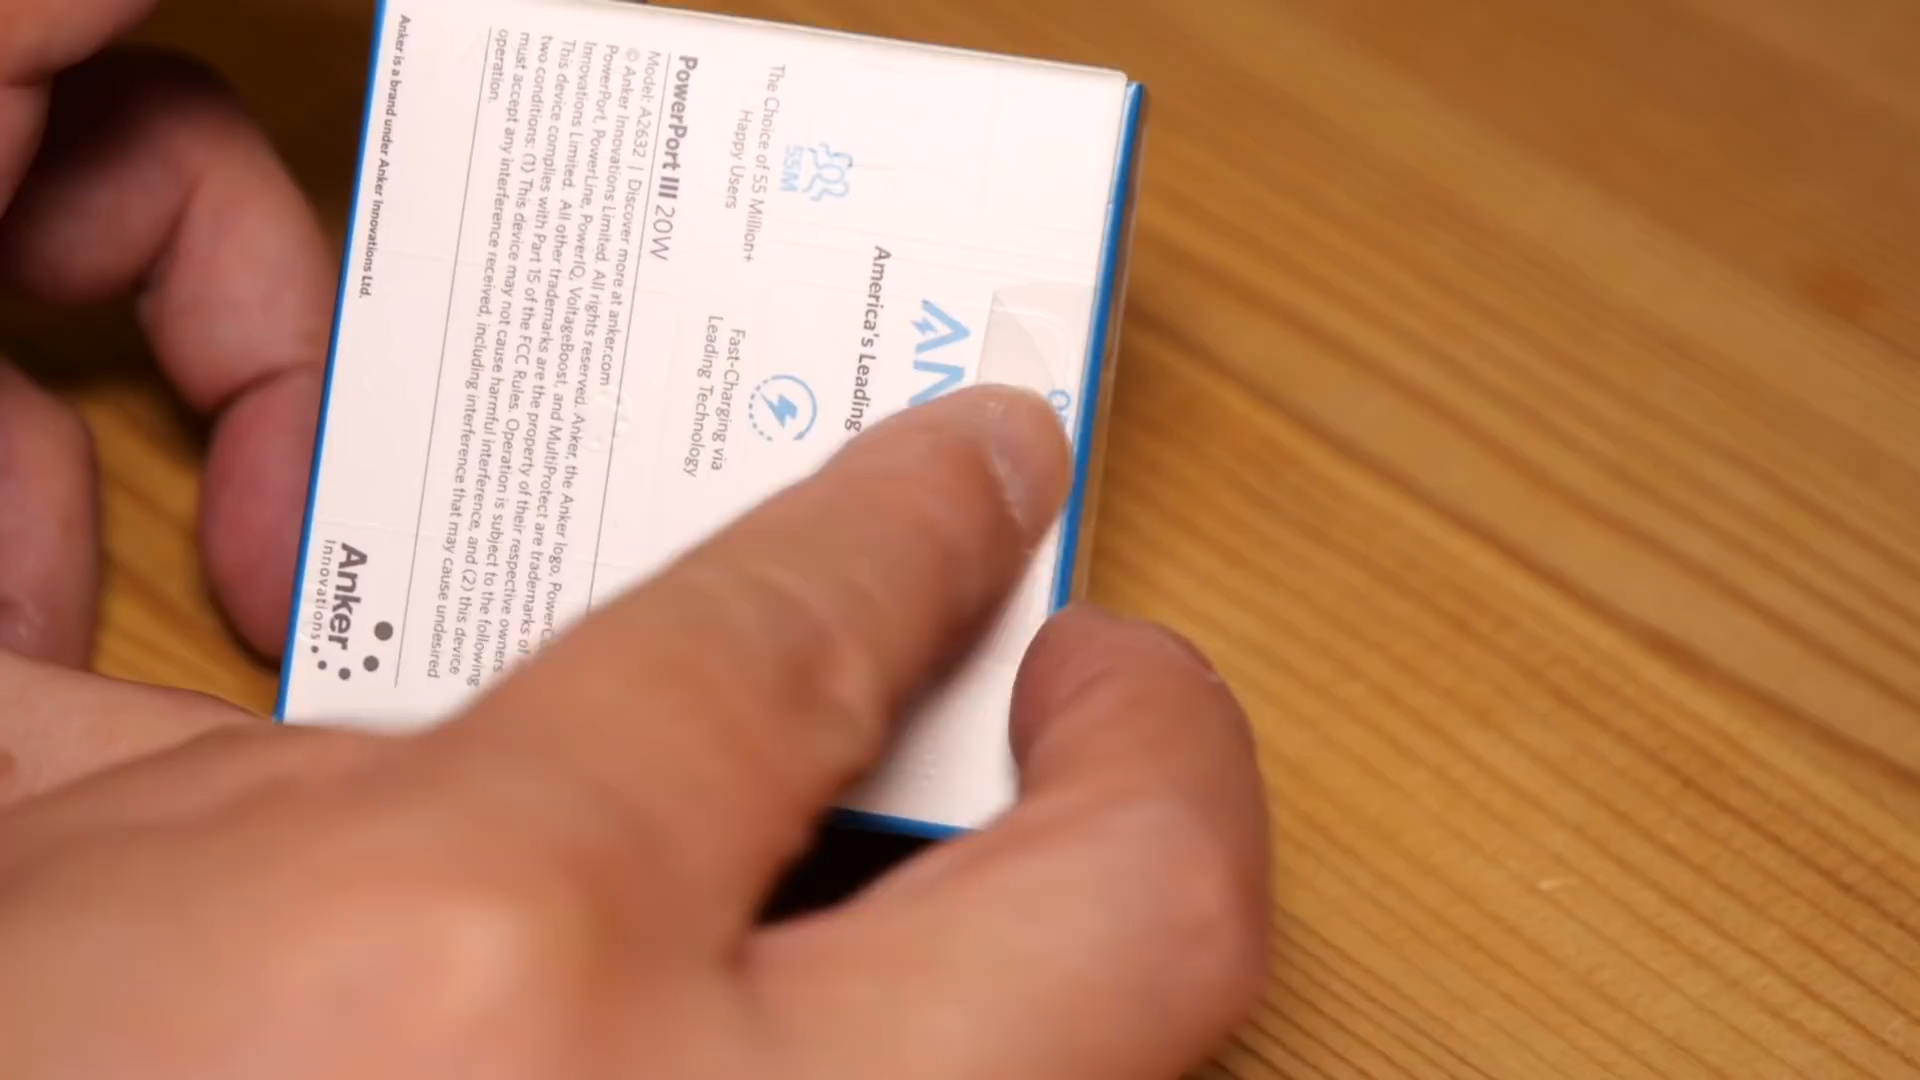 AN
America's Leading
55M
The Choice of 55 Million+
Happy Users
Fast-Charging via
Leading Technology
PowerPort III 20W
Model: A2632 | Discover more at anker.com
© Anker Innovations Limited. All rights reserved. Anker, the Anker logo,
PowerPort, PowerLine, PowerIQ, VoltageBoost, and MultiProtect are trademarks of
Innovations Limited. All other trademarks are the property of their respective owners
This device complies with Part 15 of the FCC Rules. Operation is subject to the following
two conditions: (1) This device may not cause harmful interference, and (2) this device
must accept any interference received, including interference that may cause undesired
operation.
Anker is a brand under Anker Innovations Ltd.
Anker
Innovations